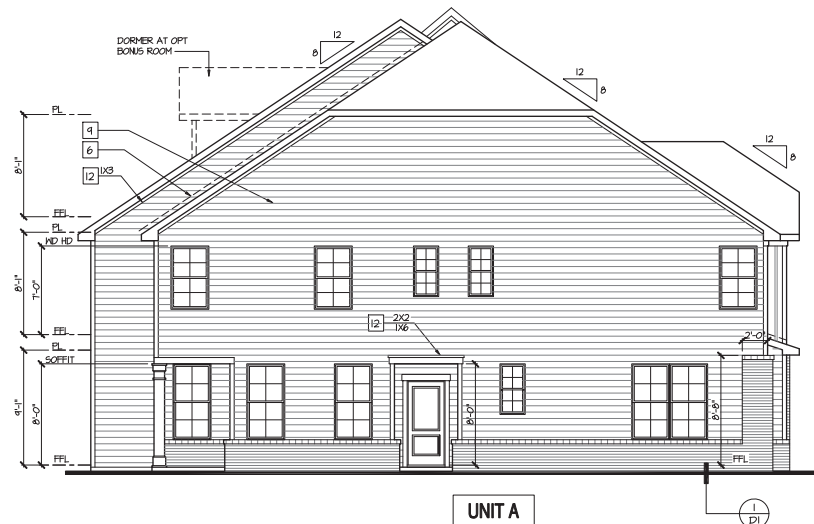 DORMER AT OPT
BONUS ROOM
12
8
12
8
12
8
PL
9
6
12 1X3
8'-1"
FFL
PL
WD HD
8'-1"
7'-0"
FFL
PL
SOFFIT
12 2X2
1X6
2'-0"
9'-1"
8'-0"
8'-0"
8'-8"
FFL
FFL
UNIT A
1
D1